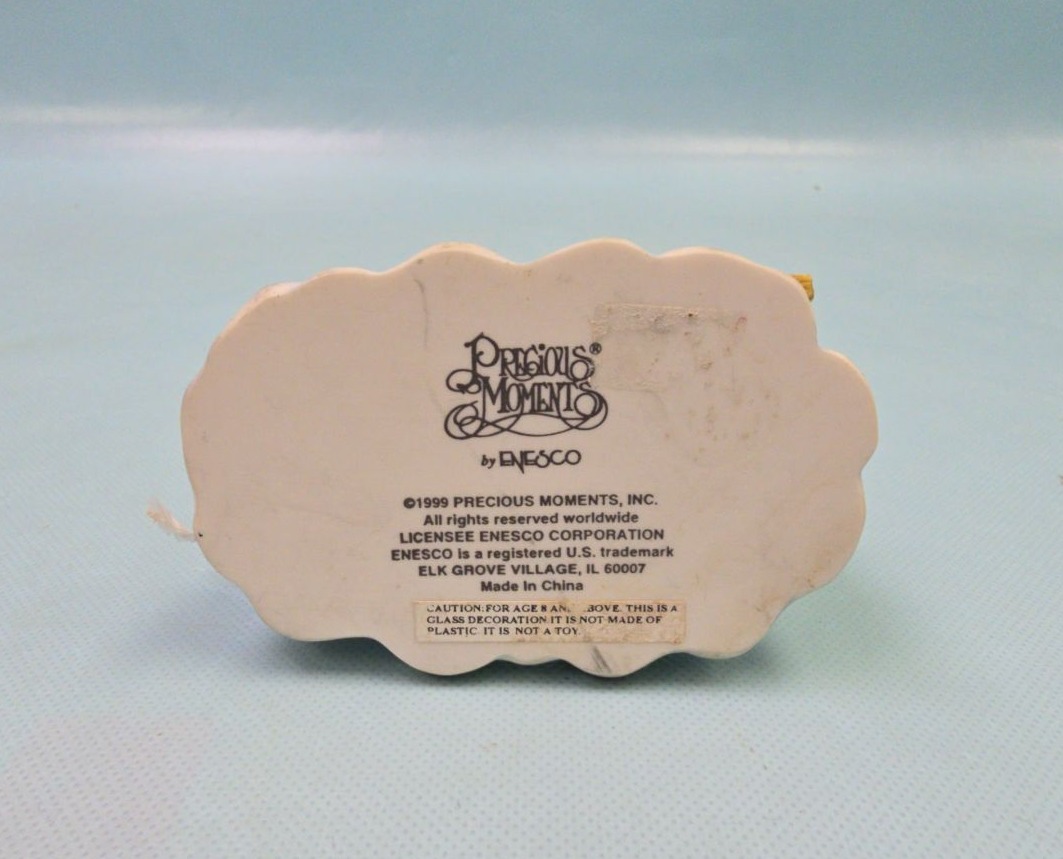 PRECIOUS®
MOMENTS
by ENESCO
©1999 PRECIOUS MOMENTS, INC.
All rights reserved worldwide
LICENSEE ENESCO CORPORATION
ENESCO is a registered U.S. trademark
ELK GROVE VILLAGE, IL 60007
Made In China
CAUTION: FOR AGE 8 THIS IS A
GLASS DECORATION IT IS NOT MADE OF
PLASTIC IT IS NOT A TOY.